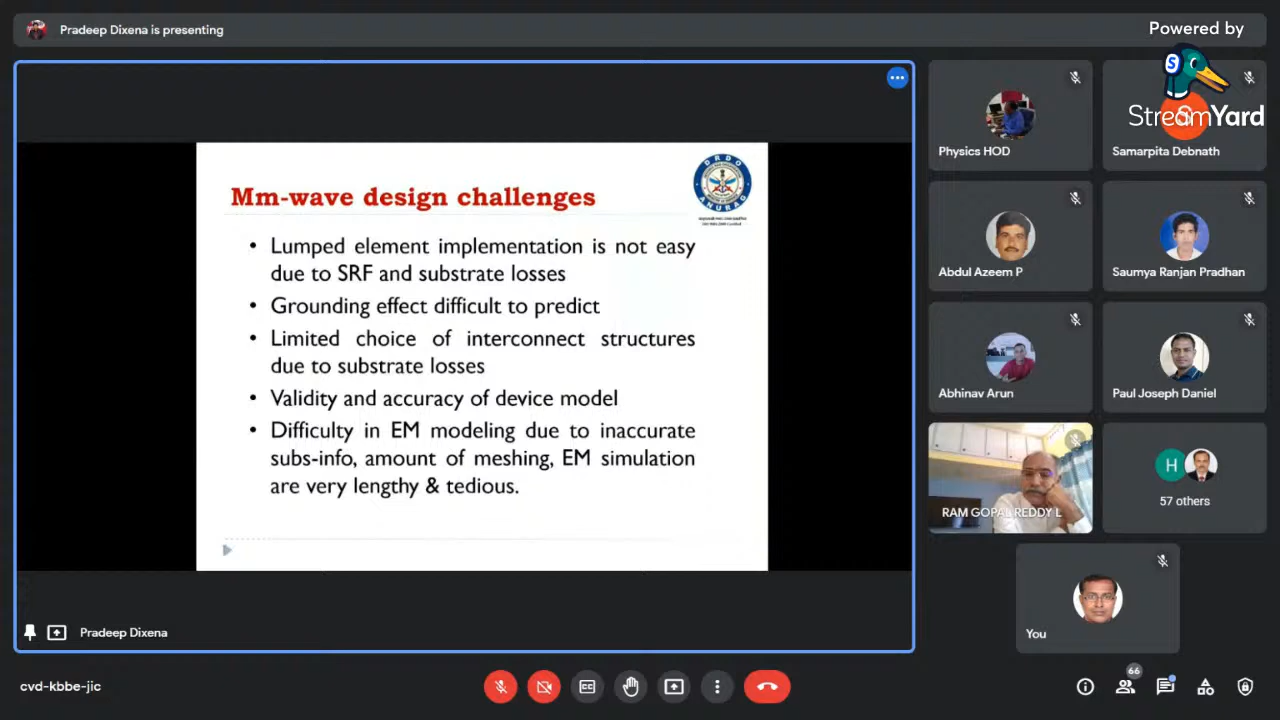 Pradeep Dixena is presenting
Powered by
StreamYard
Mm-wave design challenges
DRDO
ANURAG
• Lumped element implementation is not easy
due to SRF and substrate losses
• Grounding effect difficult to predict
• Limited choice of interconnect structures
due to substrate losses
• Validity and accuracy of device model
• Difficulty in EM modeling due to inaccurate
subs-info, amount of meshing, EM simulation
are very lengthy & tedious.
Pradeep Dixena
Physics HOD
S
Samarpita Debnath
Abdul Azeem P
Saumya Ranjan Pradhan
Abhinav Arun
Paul Joseph Daniel
RAM GOPAL REDDY L
H
57 others
You
cvd-kbbe-jic
CC
66